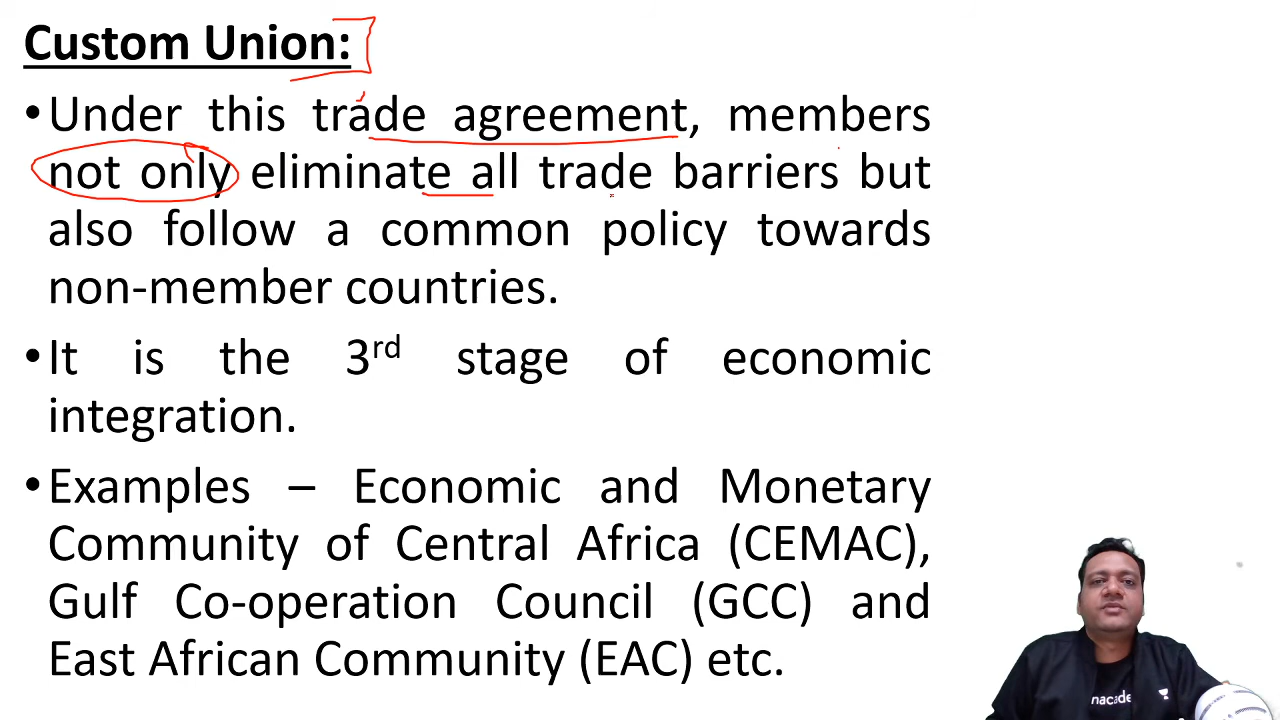 Custom Union:
•Under this trade agreement, members
not only eliminate all trade barriers but
also follow a common policy towards
non-member countries.
•It is the 3rd stage of economic
integration.
•Examples – Economic and Monetary
Community of Central Africa (CEMAC),
Gulf Co-operation Council (GCC) and
East African Community (EAC) etc.
nacade